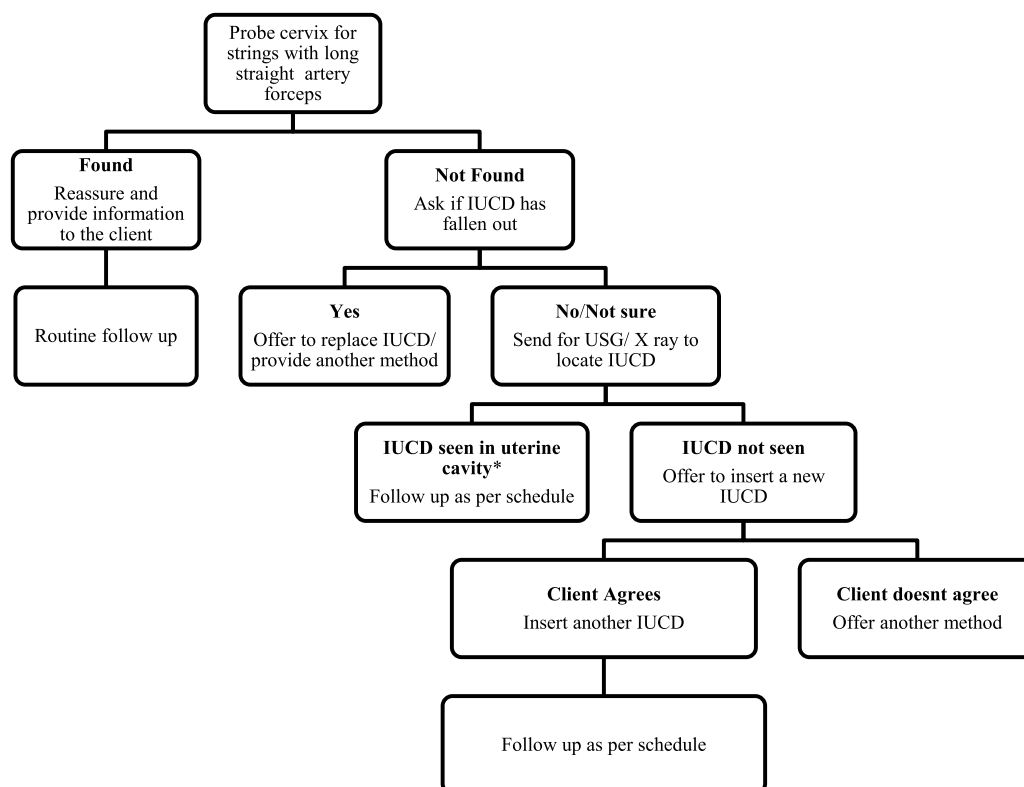 Probe cervix for
strings with long
straight artery
forceps
Found
Reassure and
provide information
to the client
Not Found
Ask if IUCD has
fallen out
Routine follow up
Yes
Offer to replace IUCD/
provide another method
No/Not sure
Send for USG/ X ray to
locate IUCD
IUCD seen in uterine
cavity*
Follow up as per schedule
IUCD not seen
Offer to insert a new
IUCD
Client Agrees
Insert another IUCD
Client doesnt agree
Offer another method
Follow up as per schedule